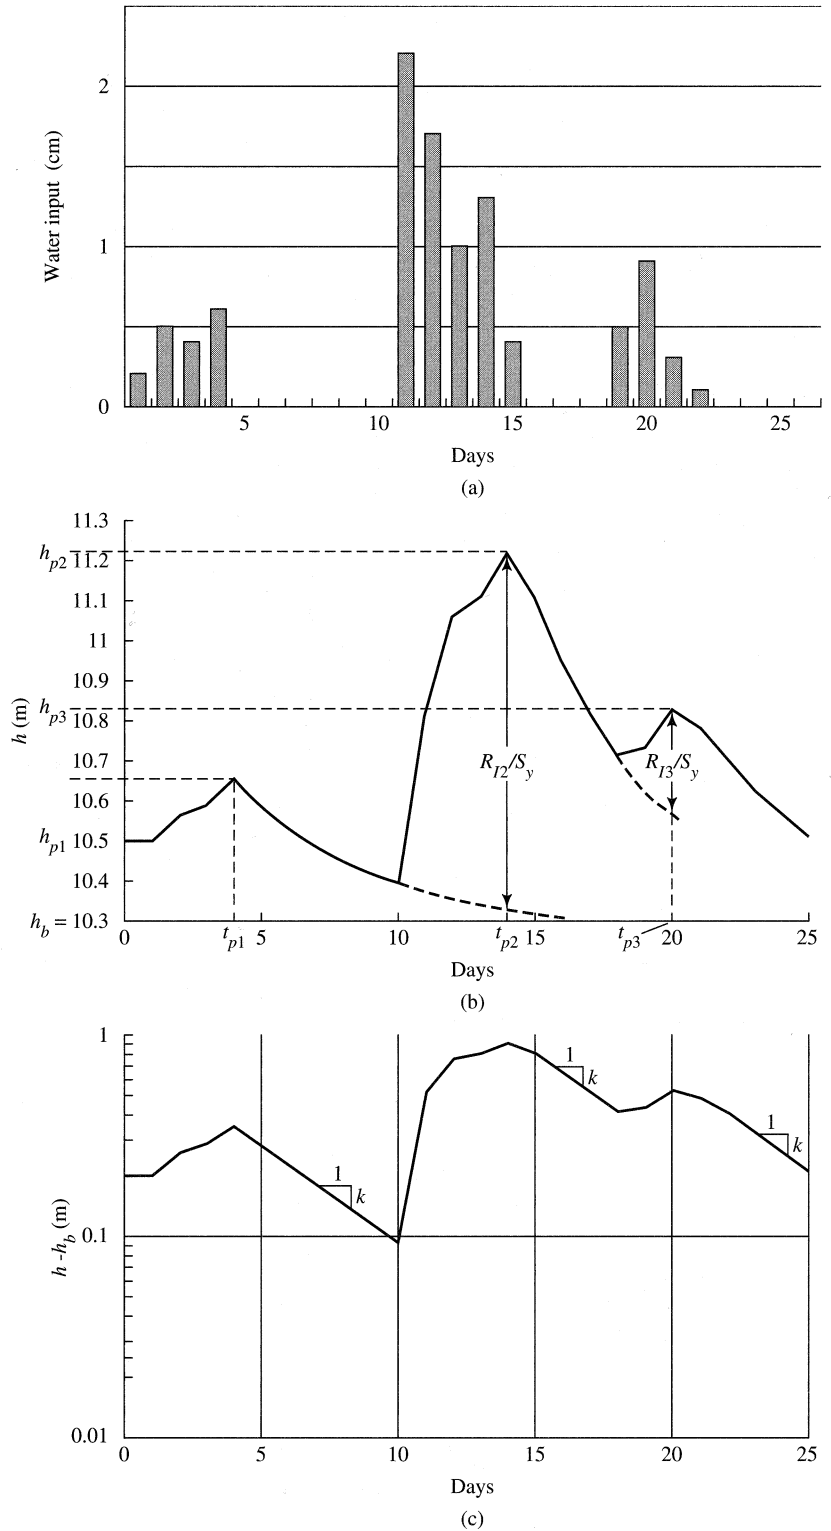 2
1
0
Water input (cm)
5
10
15
20
25
Days
(a)
11.3
h_p2 11.2
11.1
11
10.9
h_p3 10.8
10.7
10.6
h_p1 10.5
10.4
h_b = 10.3
h (m)
R_I2/S_y
R_I3/S_y
0
t_p1
5
10
t_p2
15
t_p3
20
25
Days
(b)
1
0.1
0.01
h -h_b (m)
1
k
1
k
1
k
0
5
10
15
20
25
Days
(c)